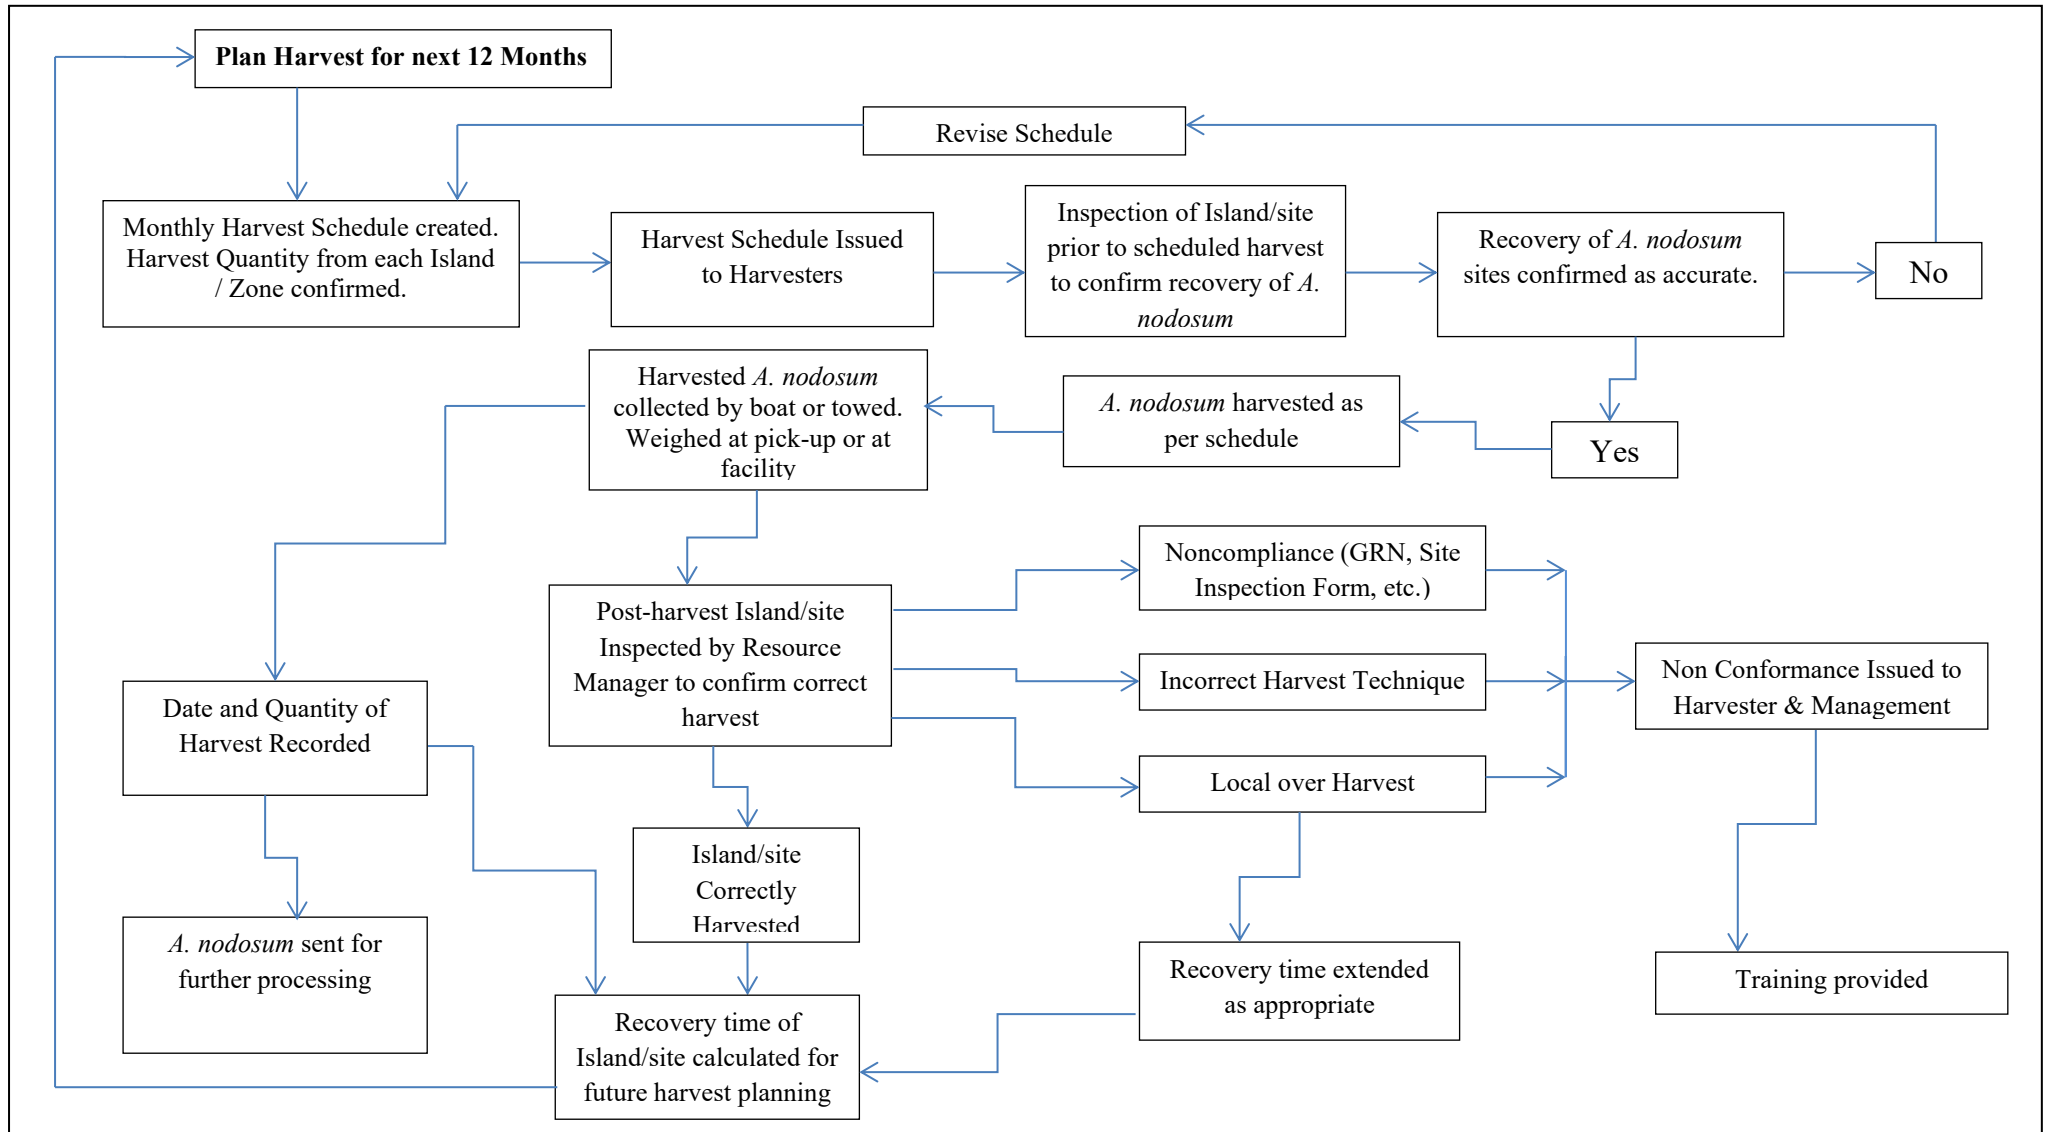 Plan Harvest for next 12 Months
Revise Schedule
Monthly Harvest Schedule created.
Harvest Quantity from each Island
/ Zone confirmed.
Harvest Schedule Issued
to Harvesters
Inspection of Island/site
prior to scheduled harvest
to confirm recovery of A.
nodosum
Recovery of A. nodosum
sites confirmed as accurate.
No
Yes
A. nodosum harvested as
per schedule
Harvested A. nodosum
collected by boat or towed.
Weighed at pick-up or at
facility
Post-harvest Island/site
Inspected by Resource
Manager to confirm correct
harvest
Noncompliance (GRN, Site
Inspection Form, etc.)
Incorrect Harvest Technique
Local over Harvest
Non Conformance Issued to
Harvester & Management
Date and Quantity of
Harvest Recorded
Island/site
Correctly
Harvested
A. nodosum sent for
further processing
Recovery time extended
as appropriate
Training provided
Recovery time of
Island/site calculated for
future harvest planning